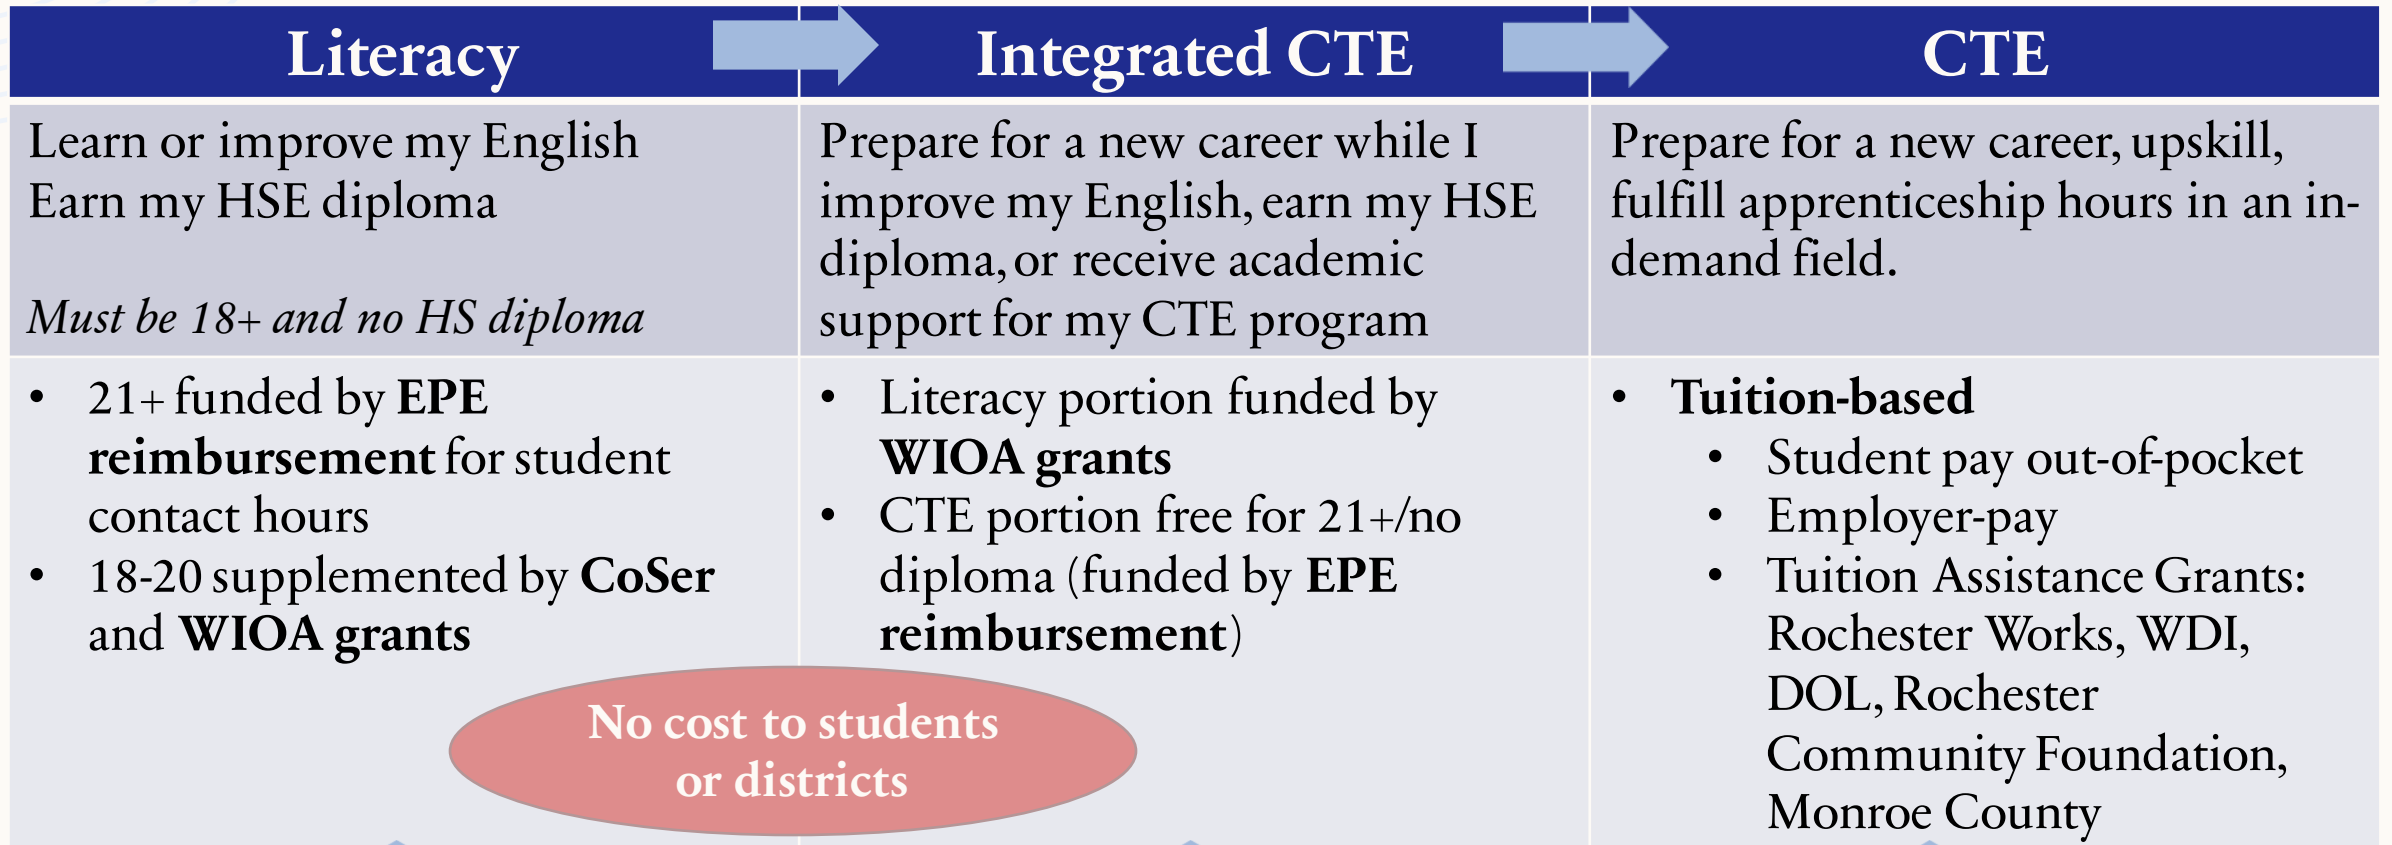 Literacy
Integrated CTE
CTE
Learn or improve my English
Earn my HSE diploma
Must be 18+ and no HS diploma
Prepare for a new career while I
improve my English, earn my HSE
diploma, or receive academic
support for my CTE program
Prepare for a new career, upskill,
fulfill apprenticeship hours in an in-
demand field.
• 21+ funded by EPE
reimbursement for student
contact hours
• 18-20 supplemented by CoSer
and WIOA grants
• Literacy portion funded by
WIOA grants
• CTE portion free for 21+/no
diploma (funded by EPE
reimbursement)
No cost to students
or districts
• Tuition-based
• Student pay out-of-pocket
• Employer-pay
• Tuition Assistance Grants:
Rochester Works, WDI,
DOL, Rochester
Community Foundation,
Monroe County